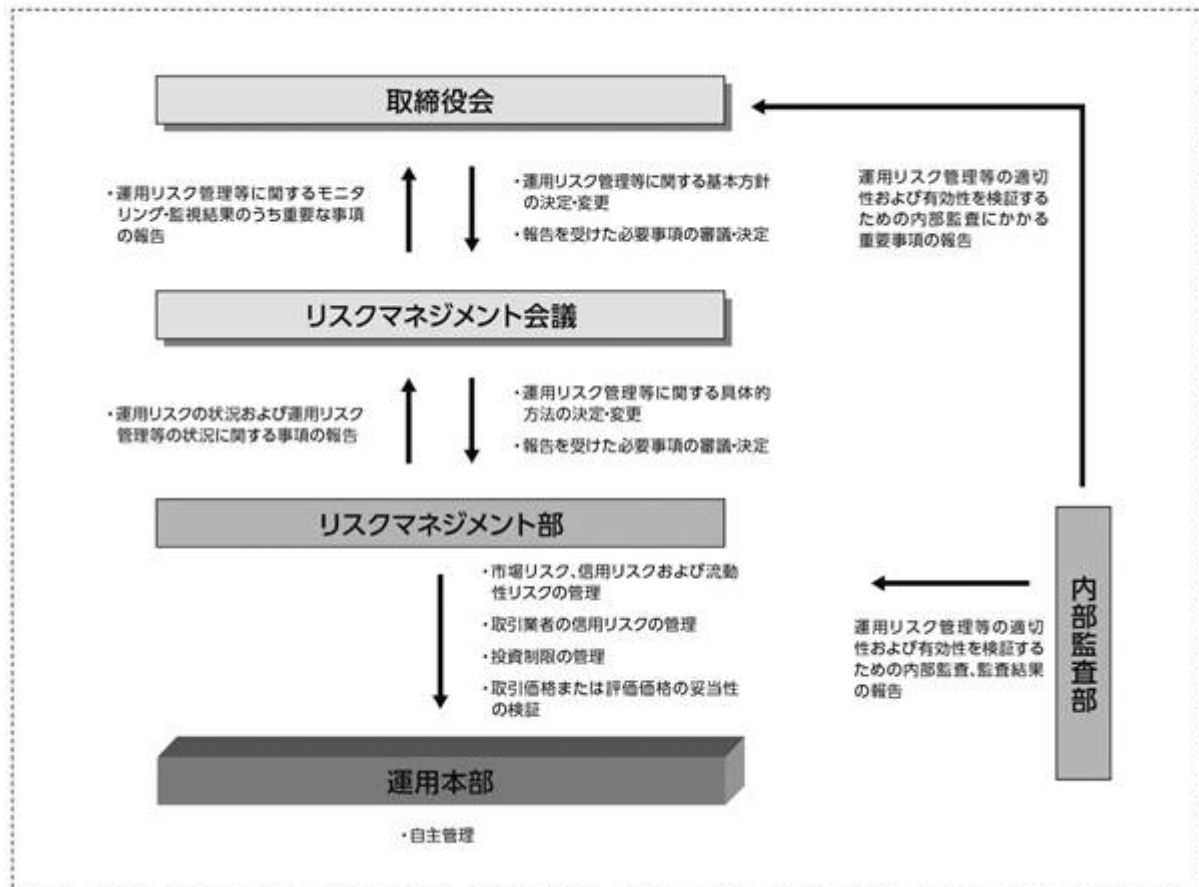 取締役会
・運用リスク管理等に関するモニタ
リング・監視結果のうち重要な事項
の報告
・運用リスク管理等に関する基本方針
の決定・変更
・報告を受けた必要事項の審議・決定
運用リスク管理等の適切
性および有効性を検証する
ための内部監査にかかる
重要事項の報告
リスクマネジメント会議
・運用リスクの状況および運用リスク
管理等の状況に関する事項の報告
・運用リスク管理等に関する具体的
方法の決定・変更
・報告を受けた必要事項の審議・決定
リスクマネジメント部
・市場リスク、信用リスクおよび流動
性リスクの管理
・取引業者の信用リスクの管理
・投資制限の管理
・取引価格または評価価格の妥当性
の検証
運用リスク管理等の適切
性および有効性を検証する
ための内部監査、監査結果
の報告
内部監査部
運用本部
・自主管理